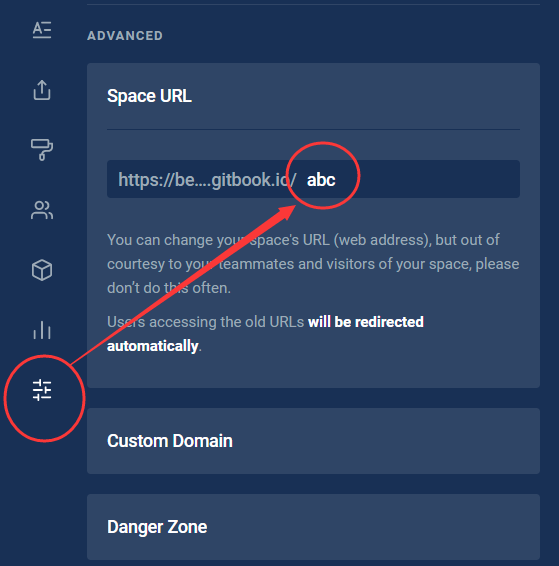 ADVANCED
Space URL
https://be....gitbook.io/ abc
You can change your space's URL (web address), but out of
courtesy to your teammates and visitors of your space, please
don't do this often.
Users accessing the old URLs will be redirected
automatically.
Custom Domain
Danger Zone